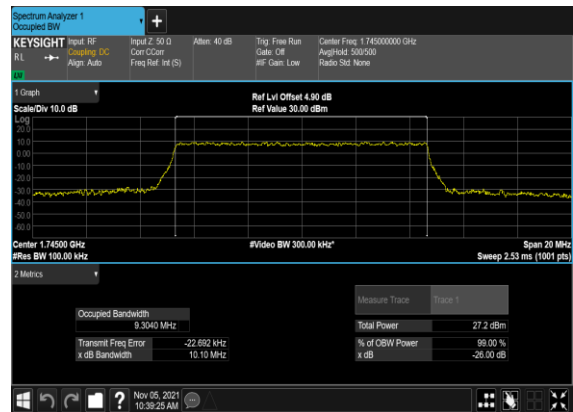 Spectrum Analyzer 1
Occupied BW
+
KEYSIGHT Input: RF Input Z: 50 Ω Atten: 40 dB Trig: Free Run Center Freq: 1.745000000 GHz
RL Coupling: DC Corr CCorr Gate: Off Avg|Hold: 500/500
Align: Auto Freq Ref: Int (S) #IF Gain: Low Radio Std: None
LW
1 Graph Ref Lvl Offset 4.90 dB
Scale/Div 10.0 dB Ref Value 30.00 dBm
Log
20.0
10.0
0.00
-10.0
-20.0
-30.0
-40.0
-50.0
-60.0
Center 1.74500 GHz #Video BW 300.00 kHz* Span 20 MHz
#Res BW 100.00 kHz Sweep 2.53 ms (1001 pts)
2 Metrics
Measure Trace Trace 1
Occupied Bandwidth
9.3040 MHz Total Power 27.2 dBm
Transmit Freq Error -22.692 kHz % of OBW Power 99.00 %
x dB Bandwidth 10.10 MHz x dB -26.00 dB
? Nov 05, 2021
10:39:25 AM